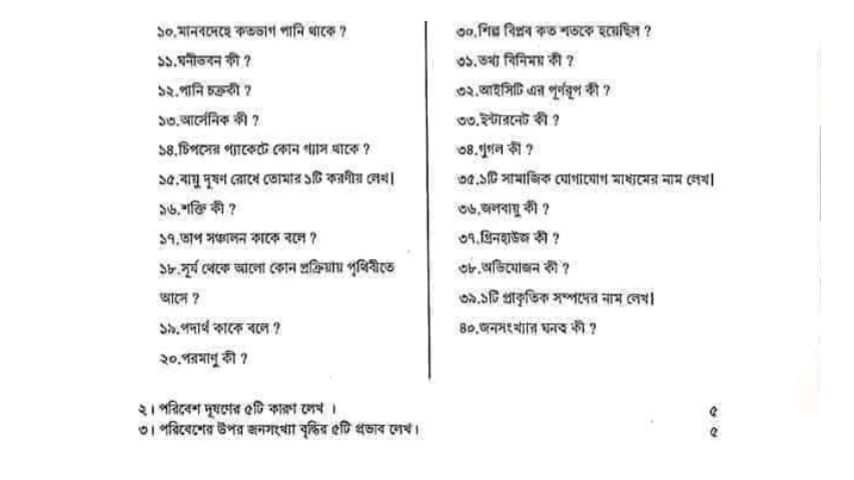 ১০.মানবদেহে কতভাগ পানি থাকে ?
১১.ঘনীভবন কী ?
১২.পানি চক্রকী ?
১৩.আর্সেনিক কী ?
১৪.চিপসের প্যাকেটে কোন গ্যাস থাকে ?
১৫.বায়ু দূষণ রোধে তোমার ১টি করণীয় লেখ|
১৬.শক্তি কী ?
১৭.তাপ সঞ্চালন কাকে বলে ?
১৮.সূর্য থেকে আলো কোন প্রক্রিয়ায় পৃথিবীতে
আসে ?
১৯.পদার্থ কাকে বলে ?
২০.পরমাণু কী ?
৩০.শিল্প বিপ্লব কত শতকে হয়েছিল ?
৩১.তথ্য বিনিময় কী ?
৩২.আইসিটি এর পূর্ণরূপ কী ?
৩৩.ইন্টারনেট কী ?
৩৪.গুগল কী ?
৩৫.১টি সামাজিক যোগাযোগ মাধ্যমের নাম লেখ|
৩৬.জলবায়ু কী ?
৩৭.গ্রিনহাউজ কী ?
৩৮.অভিযোজন কী ?
৩৯.১টি প্রাকৃতিক সম্পদের নাম লেখ|
৪০.জনসংখ্যার ঘনত্ব কী ?
২। পরিবেশ দূষণের ৫টি কারণ লেখ । ৫
৩। পরিবেশের উপর জনসংখ্যা বৃদ্ধির ৫টি প্রভাব লেখ। ৫